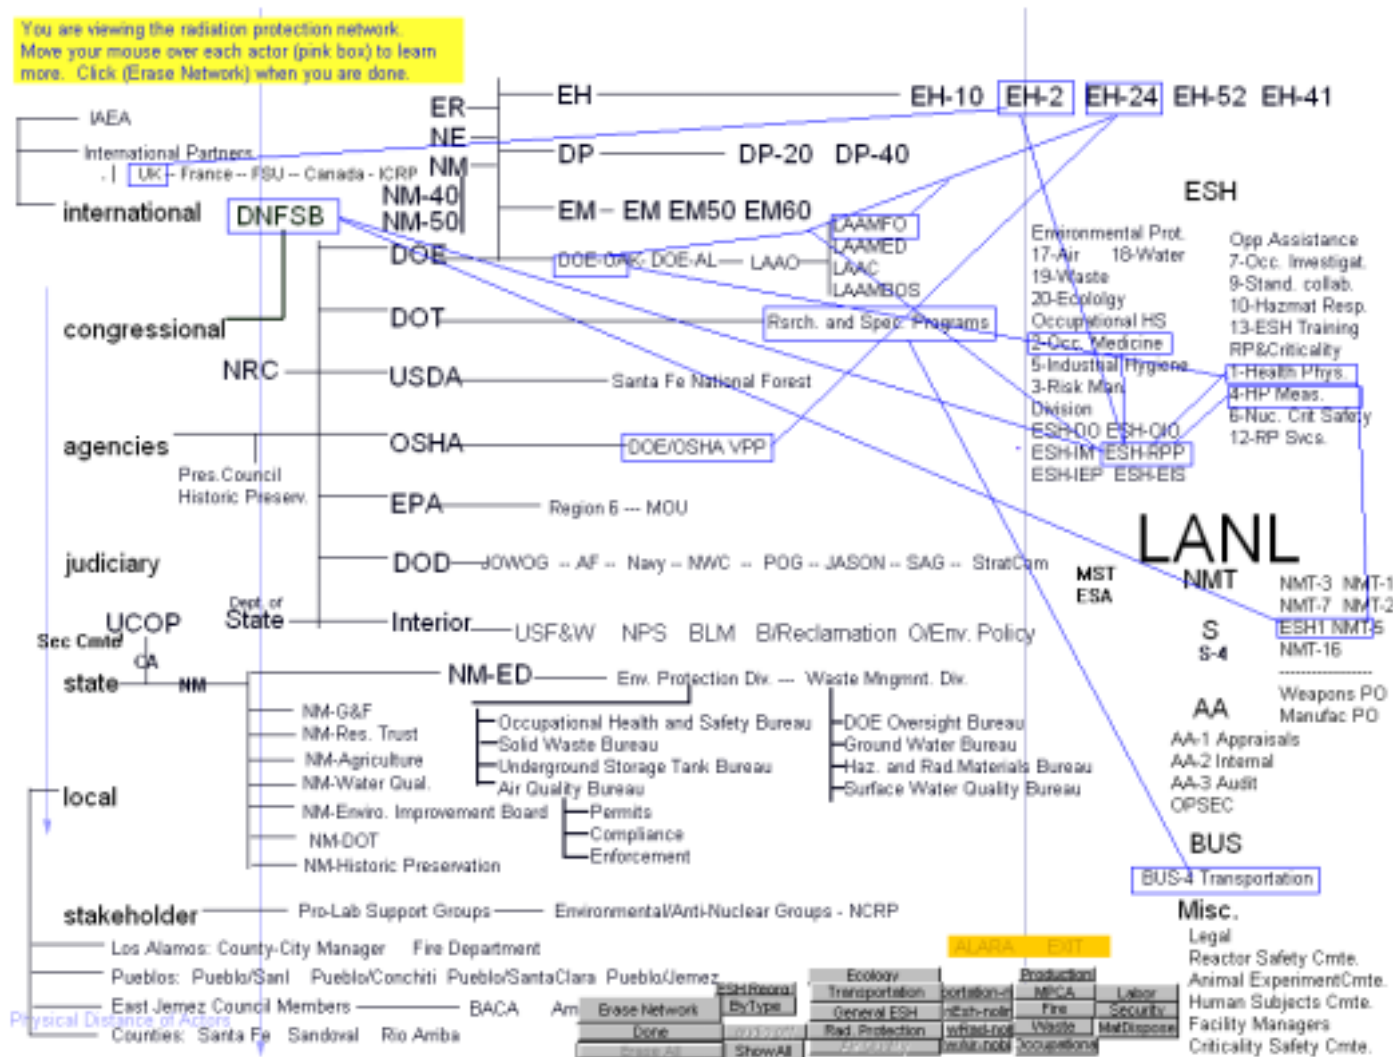 You are viewing the radiation protection network.
Move your mouse over each actor (pink box) to learn
more. Click (Erase Network) when you are done.
IAEA
International Partners
UK -- France -- FSU -- Canada - ICRP
international
DNFSB
ER
NE
NM
NM-40
NM-50
EH
EH-10 EH-2 EH-24 EH-52 EH-41
DP
DP-20 DP-40
EM -- EM EM50 EM60
DOE
DOE-OAK- DOE-AL LAAO
LAAMFO
LAAMED
LAAC
LAAMBOS
congressional
DOT
Rsrch. and Spec. Programs
NRC
USDA
Santa Fe National Forest
agencies
OSHA
DOE/OSHA VPP
Pres.Council
Historic Preserv.
EPA
Region 6 --- MOU
judiciary
DOD
JOWOG -- AF -- Navy -- NWC -- POG -- JASON -- SAG -- StratCom
Dept. of
State
Interior
USF&W NPS BLM B/Reclamation O/Env. Policy
UCOP
Sec Cmte
CA
state
NM
NM-ED
Env. Protection Div. --- Waste Mngmnt. Div.
NM-G&F
NM-Res. Trust
NM-Agriculture
NM-Water Qual.
NM-Enviro. Improvement Board
NM-DOT
NM-Historic Preservation
Occupational Health and Safety Bureau
Solid Waste Bureau
Underground Storage Tank Bureau
Air Quality Bureau
Permits
Compliance
Enforcement
DOE Oversight Bureau
Ground Water Bureau
Haz. and Rad.Materials Bureau
Surface Water Quality Bureau
local
stakeholder
Pro-Lab Support Groups
Environmental/Anti-Nuclear Groups - NCRP
Los Alamos: County-City Manager Fire Department
Pueblos: Pueblo/SanI Pueblo/Conchiti Pueblo/SantaClara Pueblo/Jemez
East Jemez Council Members
BACA
Physical Distance of Actors
Counties: Santa Fe Sandoval Rio Arriba
ESH
Environmental Prot.
17-Air 18-Water
19-Waste
20-Ecololgy
Occupational HS
2-Occ. Medicine
5-Industrial Hygiene
3-Risk Man.
Division
ESH-DO ESH-OIO
ESH-IM ESH-RPP
ESH-IEP ESH-EIS
Opp.Assistance
7-Occ. Investigat.
9-Stand. collab.
10-Hazmat Resp.
13-ESH Training
RP&Criticality
1-Health Phys.
4-HP Meas.
6-Nuc. Crit Safety
12-RP Svcs.
LANL
MST
ESA
NMT
NMT-3 NMT-1
NMT-7 NMT-2
ESH1 NMT-5
NMT-16
S
S-4
Weapons PO
Manufac PO
AA
AA-1 Appraisals
AA-2 Internal
AA-3 Audit
OPSEC
BUS
BUS-4 Transportation
Misc.
Legal
Reactor Safety Cmte.
Animal ExperimentCmte.
Human Subjects Cmte.
Facility Managers
Criticality Safety Cmte.
ALARA EXIT
Erase Network
Done
Erase All
ByType
ShowAll
Ecology
Transportation
General ESH
Rad. Protection
Production
MPCA
Fire
Waste
Occupational
Labor
Security
MatDispose